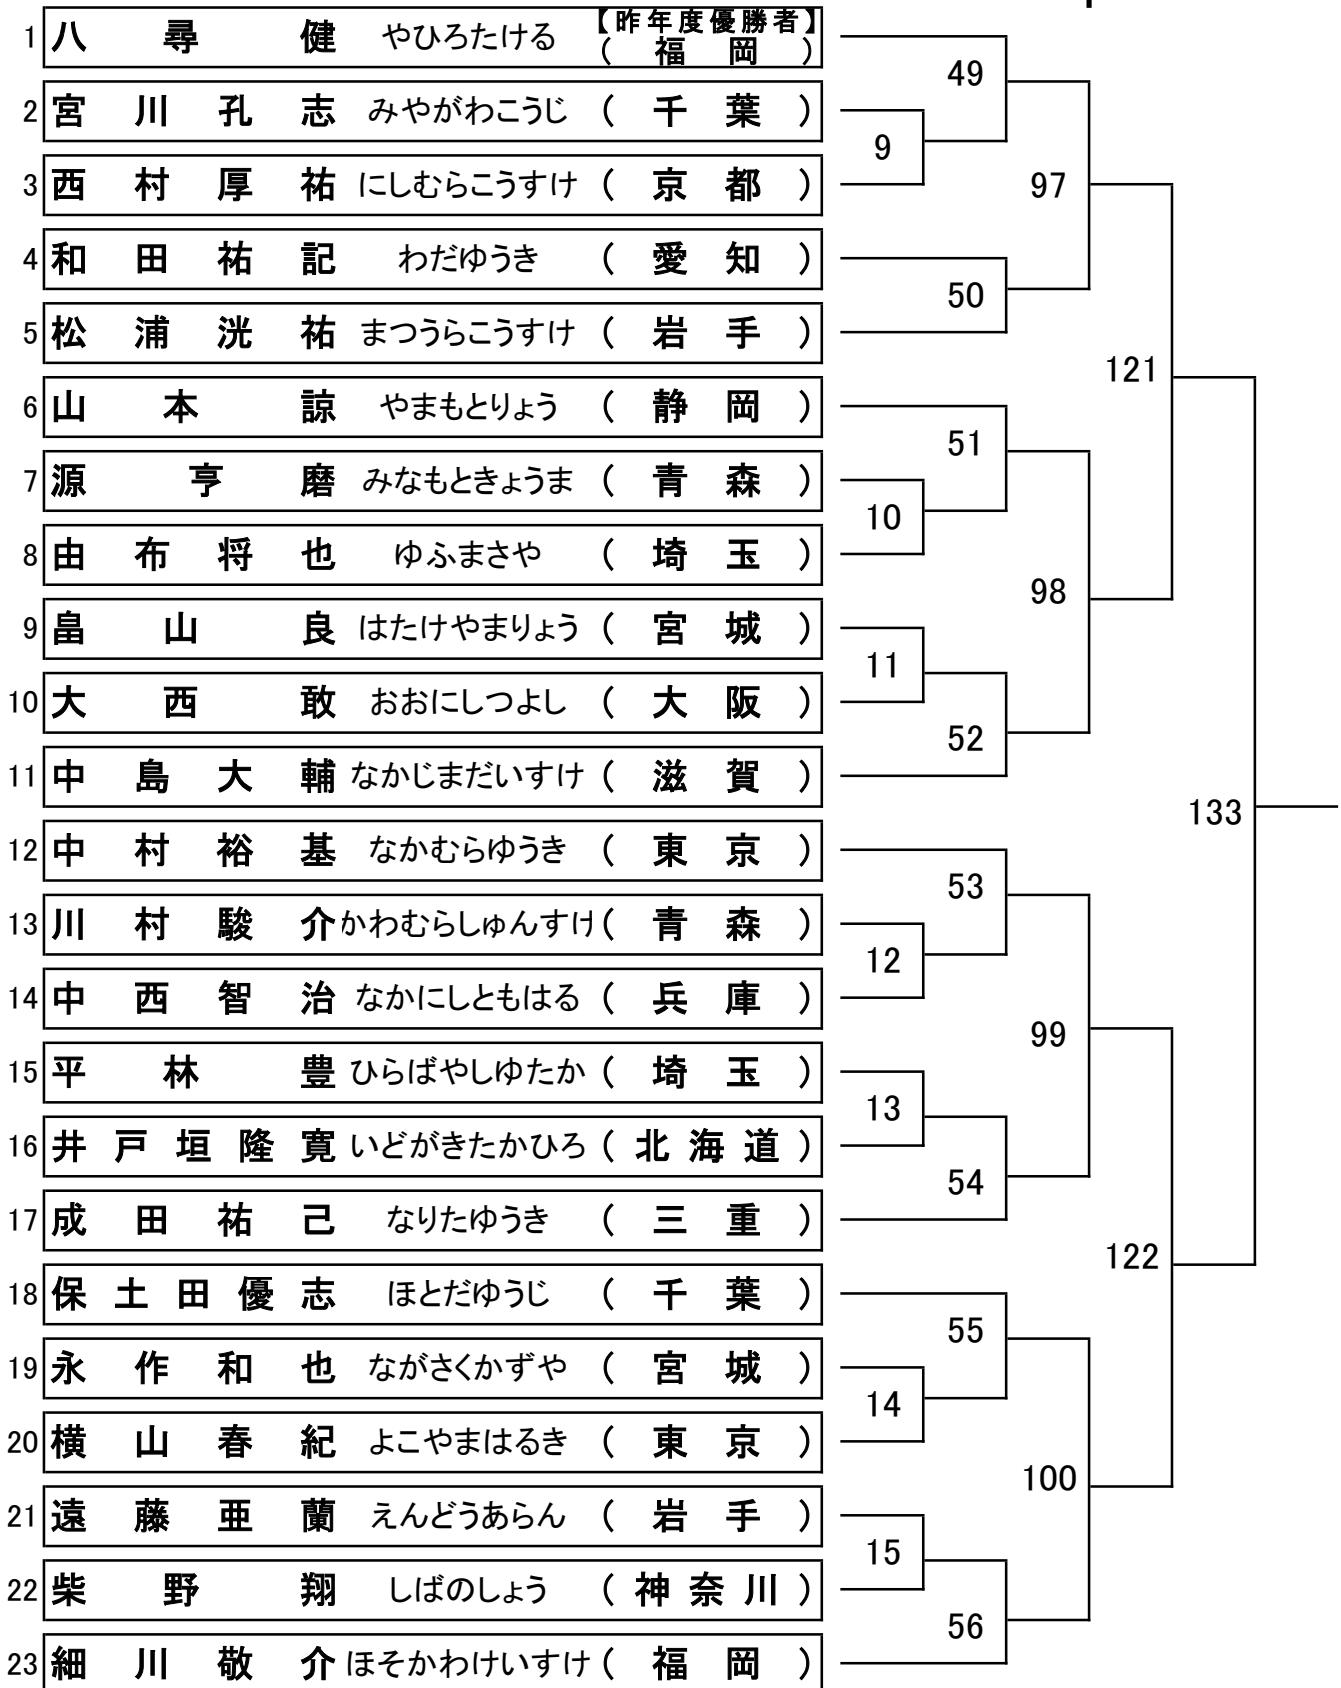 【昨年度優勝者】
1 八尋健 やひろたける (福岡)
49
2 宮川孔志 みやがわこうじ (千葉)
9
3 西村厚祐 にしむらこうすけ (京都)
97
4 和田祐記 わだゆうき (愛知)
50
5 松浦洸祐 まつうらこうすけ (岩手)
121
6 山本諒 やまもとりょう (静岡)
51
7 源亨磨 みなもときょうま (青森)
10
8 由布将也 ゆふまさや (埼玉)
98
9 畠山良 はたけやまりょう (宮城)
11
10 大西敢 おおにしつよし (大阪)
52
11 中島大輔 なかじまだいすけ (滋賀)
133
12 中村裕基 なかむらゆうき (東京)
53
13 川村駿介 かわむらしゅんすけ (青森)
12
14 中西智治 なかにしともはる (兵庫)
99
15 平林豊 ひらばやしゆたか (埼玉)
13
16 井戸垣隆寛 いどがきたかひろ (北海道)
54
17 成田祐己 なりたゆうき (三重)
122
18 保土田優志 ほとだゆうじ (千葉)
55
19 永作和也 ながさくかずや (宮城)
14
20 横山春紀 よこやまはるき (東京)
100
21 遠藤亜蘭 えんどうあらん (岩手)
15
22 柴野翔 しばのしょう (神奈川)
56
23 細川敬介 ほそかわけいすけ (福岡)